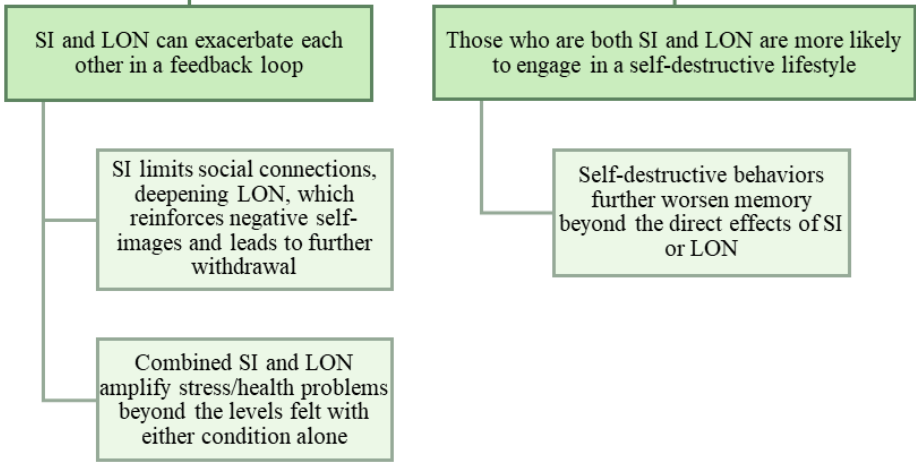 SI and LON can exacerbate each
other in a feedback loop
Those who are both SI and LON are more likely
to engage in a self-destructive lifestyle
SI limits social connections,
deepening LON, which
reinforces negative self-
images and leads to further
withdrawal
Self-destructive behaviors
further worsen memory
beyond the direct effects of SI
or LON
Combined SI and LON
amplify stress/health problems
beyond the levels felt with
either condition alone